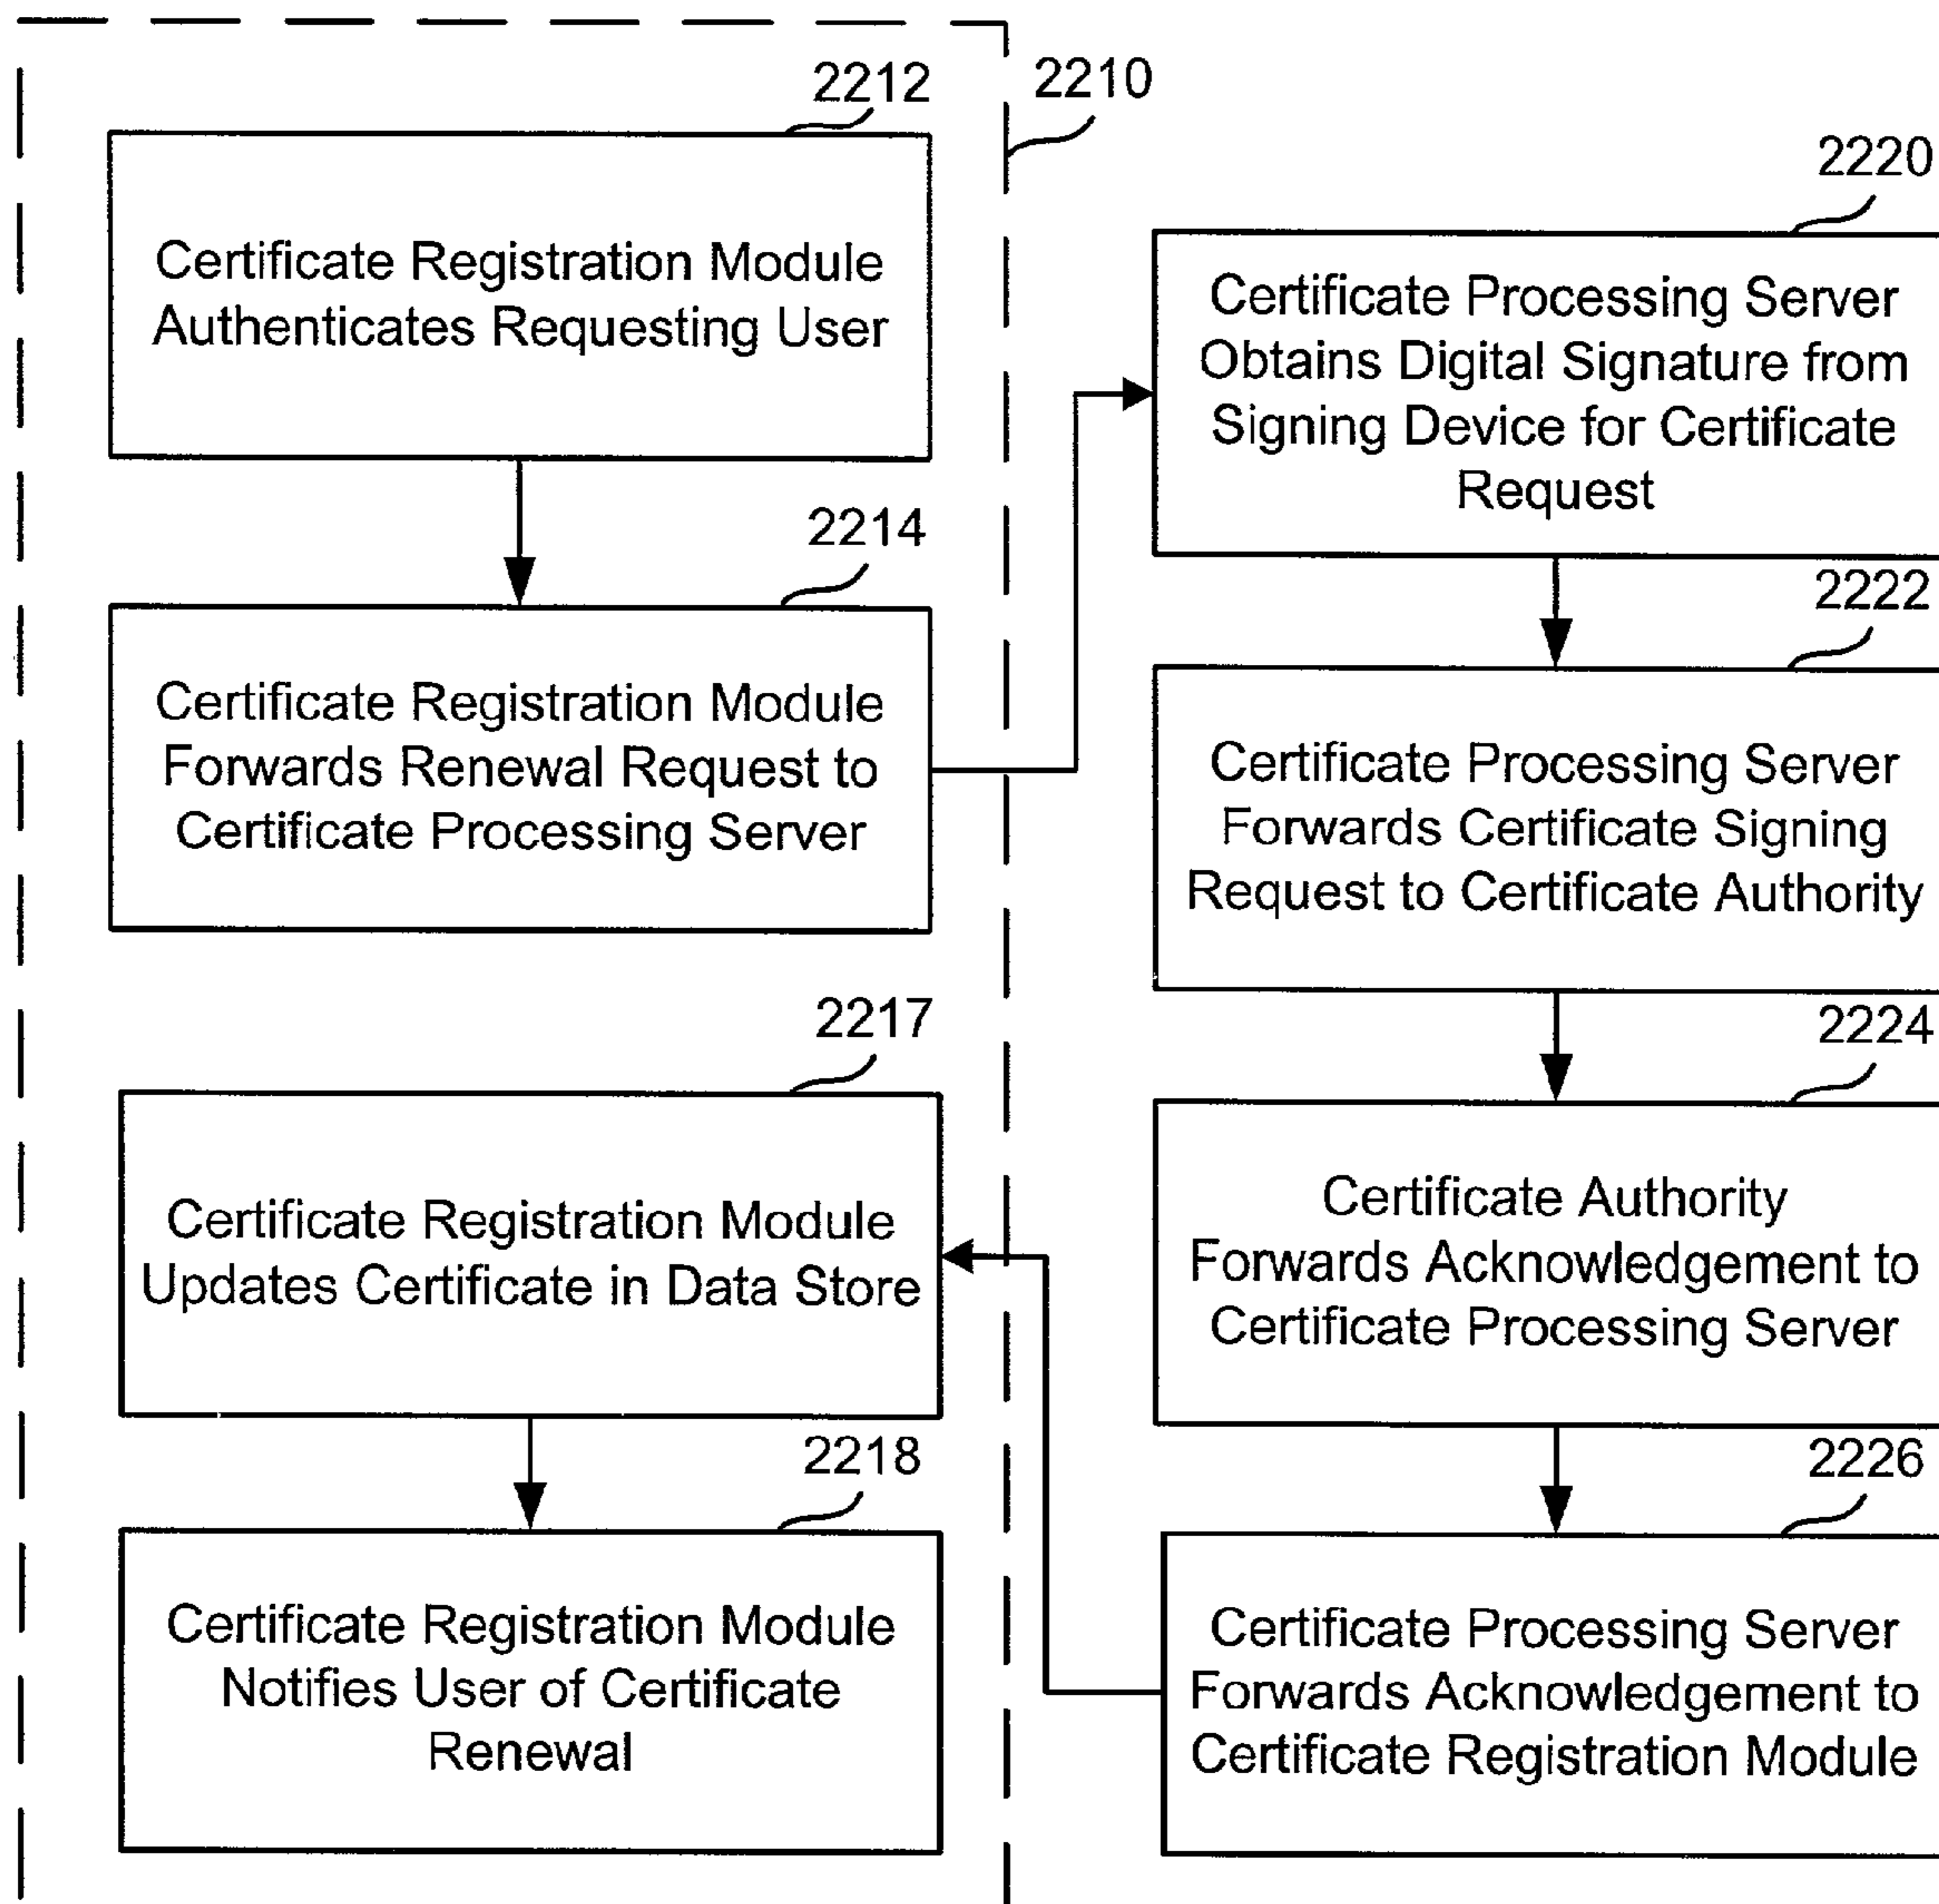 2212
2210
Certificate Registration Module
Authenticates Requesting User
2214
Certificate Registration Module
Forwards Renewal Request to
Certificate Processing Server
2217
Certificate Registration Module
Updates Certificate in Data Store
2218
Certificate Registration Module
Notifies User of Certificate
Renewal
2220
Certificate Processing Server
Obtains Digital Signature from
Signing Device for Certificate
Request
2222
Certificate Processing Server
Forwards Certificate Signing
Request to Certificate Authority
2224
Certificate Authority
Forwards Acknowledgement to
Certificate Processing Server
2226
Certificate Processing Server
Forwards Acknowledgement to
Certificate Registration Module